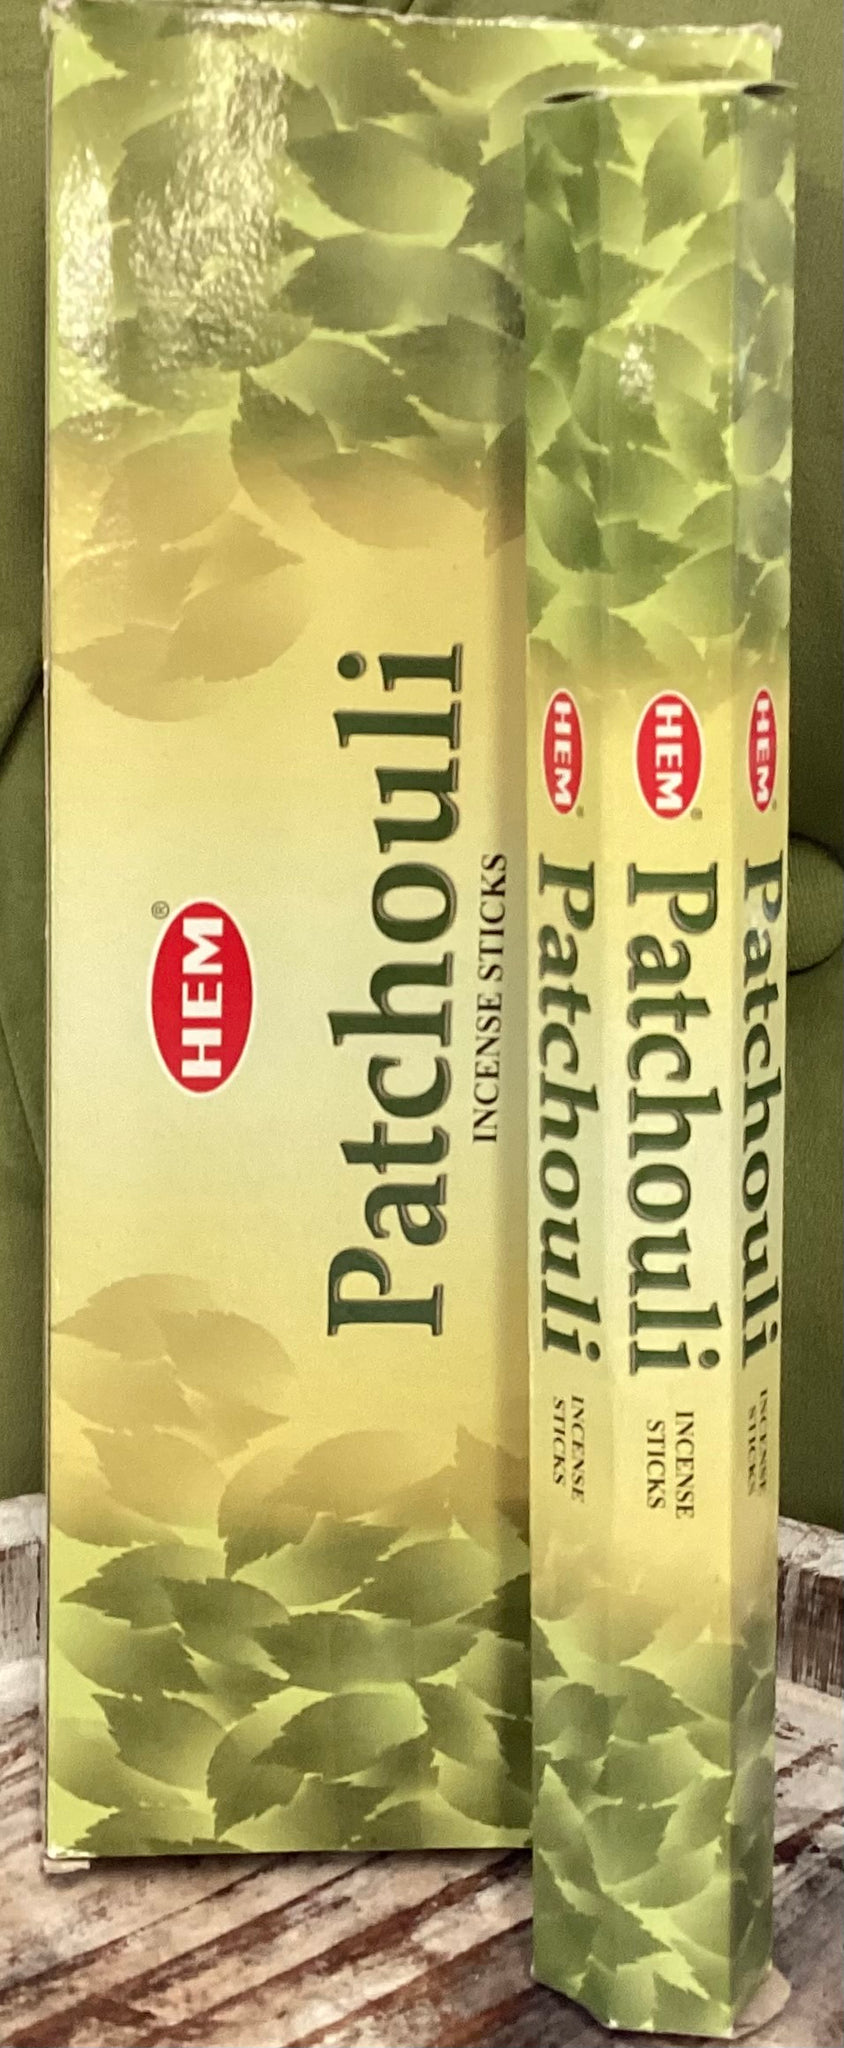 HEM®
Patchouli
INCENSE STICKS
HEM®
Patchouli
INCENSE
STICKS
HEM®
Patchouli
INCENSE
STICKS
HEM
Patchouli
INCENSE
STICKS